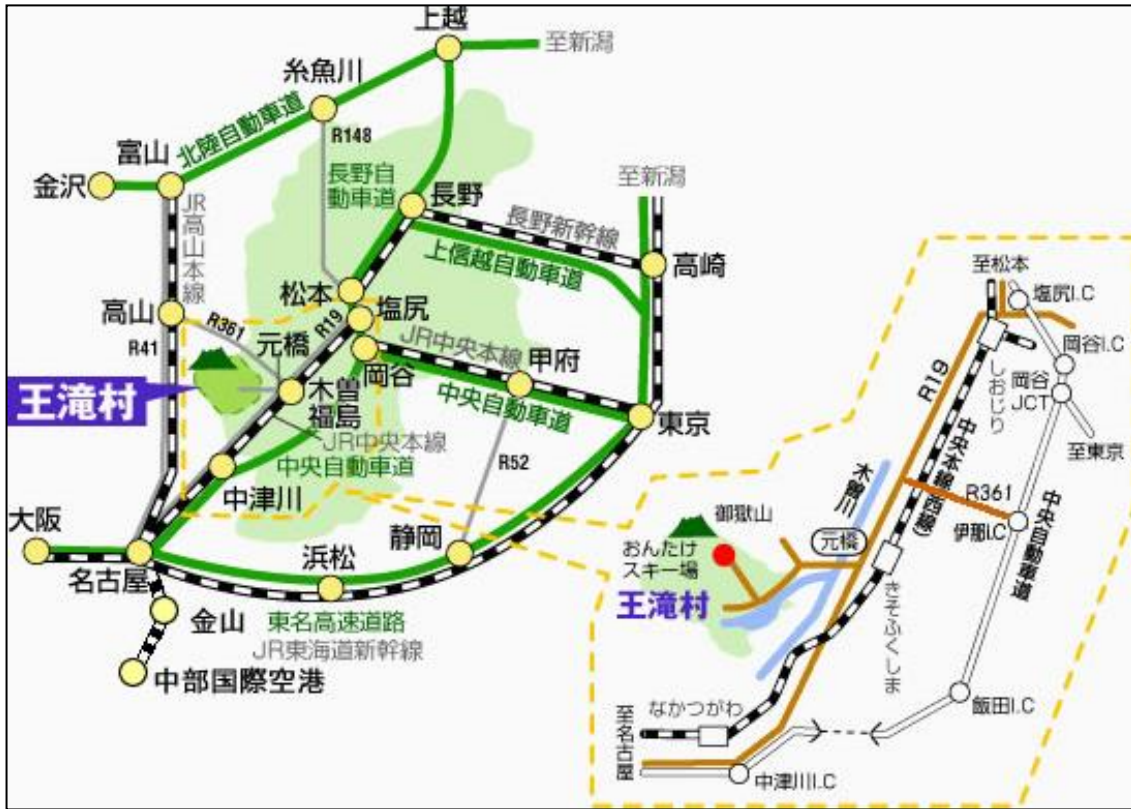 上越
至新潟
糸魚川
北陸自動車道
富山
金沢
R148
長野自
動車道
長野
至新潟
長野新幹線
上信越自動車道
高崎
JR高山本線
高山
R41
R361
松本
R19
塩尻
元橋
岡谷
JR中央本線
甲府
中央自動車道
王滝村
木曽
福島
東京
JR中央本線
中央自動車道
R52
中津川
大阪
名古屋
浜松
静岡
金山
東名高速道路
JR東海道新幹線
中部国際空港
至松本
塩尻I.C
岡谷I.C
岡谷
JCT
至東京
しおじり
R19
中央本線(西線)
R361
伊那I.C
中央自動車道
木曽川
御獄山
元橋
おんたけ
スキー場
王滝村
きそふくしま
飯田I.C
なかつがわ
至名古屋
中津川I.C